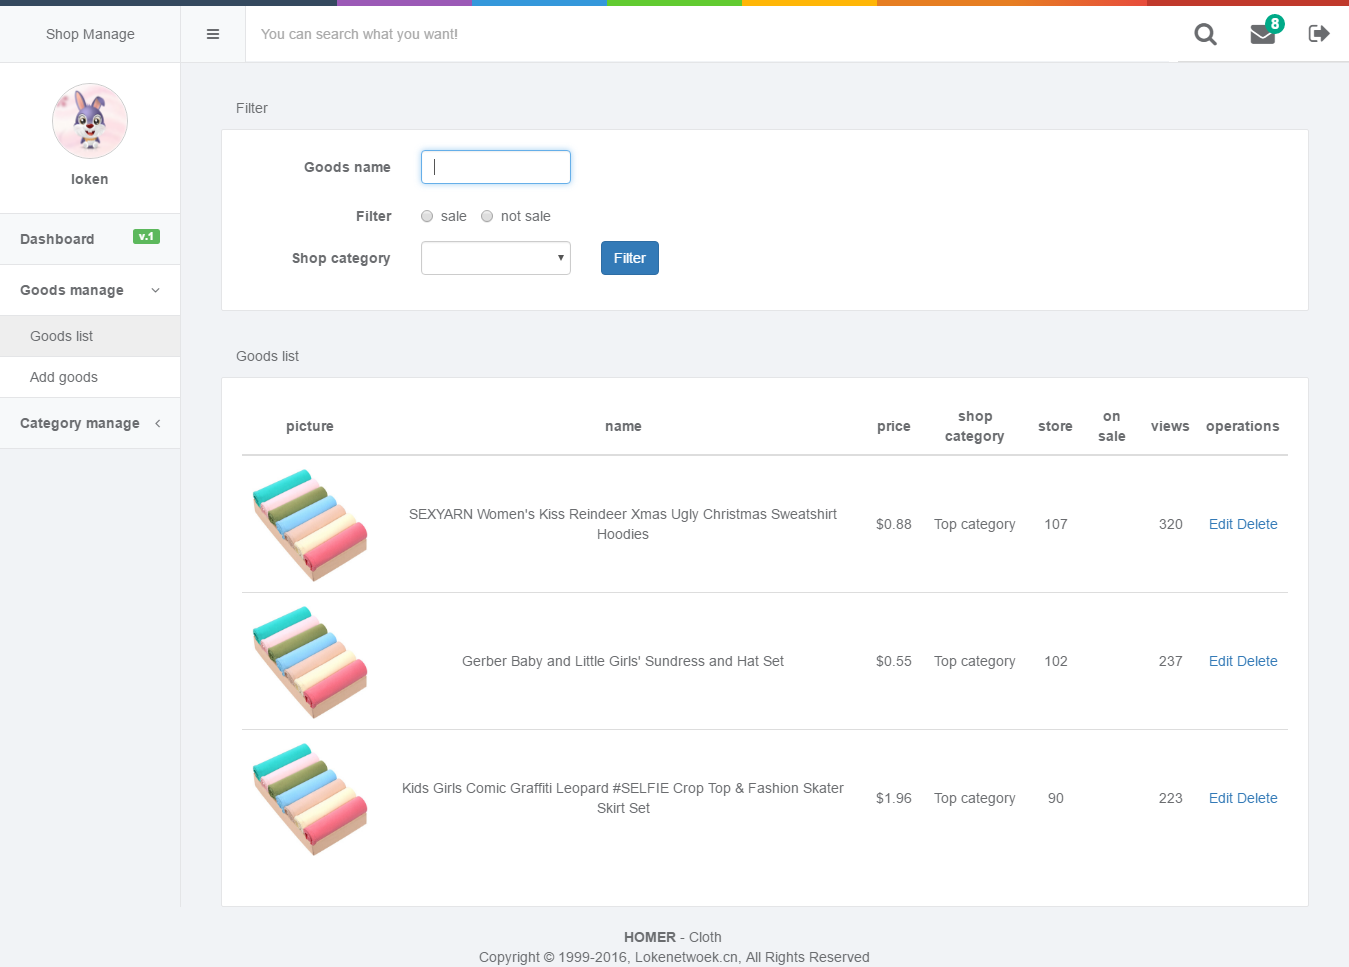 Shop Manage
You can search what you want!
8
loken
Dashboard
v.1
Goods manage
Goods list
Add goods
Category manage
Filter
Goods name
Filter
sale
not sale
Shop category
Filter
Goods list
picture name price shop category store on sale views operations
SEXYARN Women's Kiss Reindeer Xmas Ugly Christmas Sweatshirt
Hoodies
$0.88 Top category 107 320 Edit Delete
Gerber Baby and Little Girls' Sundress and Hat Set
$0.55 Top category 102 237 Edit Delete
Kids Girls Comic Graffiti Leopard #SELFIE Crop Top & Fashion Skater
Skirt Set
$1.96 Top category 90 223 Edit Delete
HOMER - Cloth
Copyright © 1999-2016, Lokenetwoek.cn, All Rights Reserved